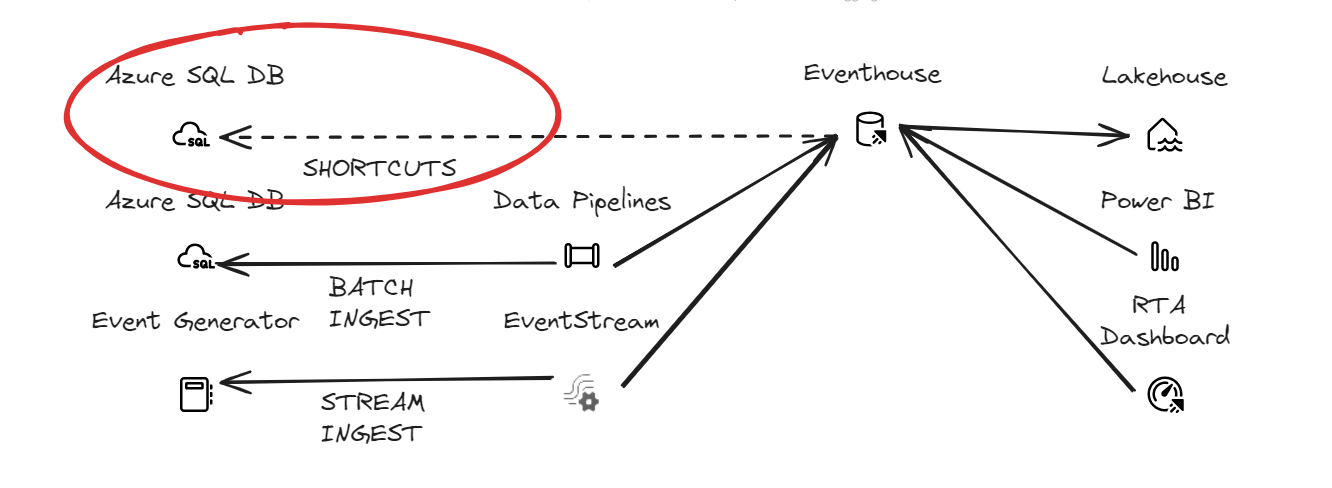 Azure SQL DB
Eventhouse
Lakehouse
SQL
SHORTCUTS
Azure SQL DB
Data Pipelines
Power BI
SQL
BATCH
INGEST
Event Generator
EventStream
RTA
Dashboard
STREAM
INGEST